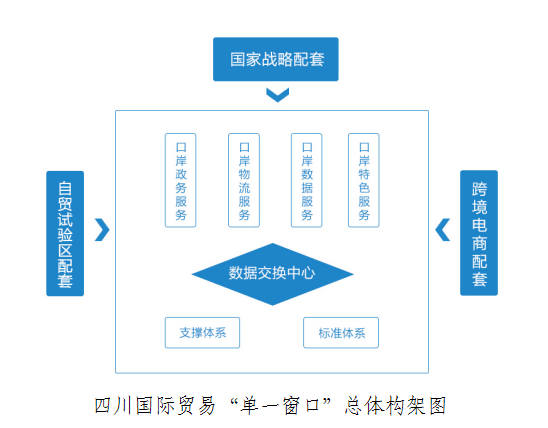 国家战略配套
口岸政务服务
口岸物流服务
口岸数据服务
口岸特色服务
自贸试验区配套
跨境电商配套
数据交换中心
支撑体系
标准体系
四川国际贸易“单一窗口”总体构架图